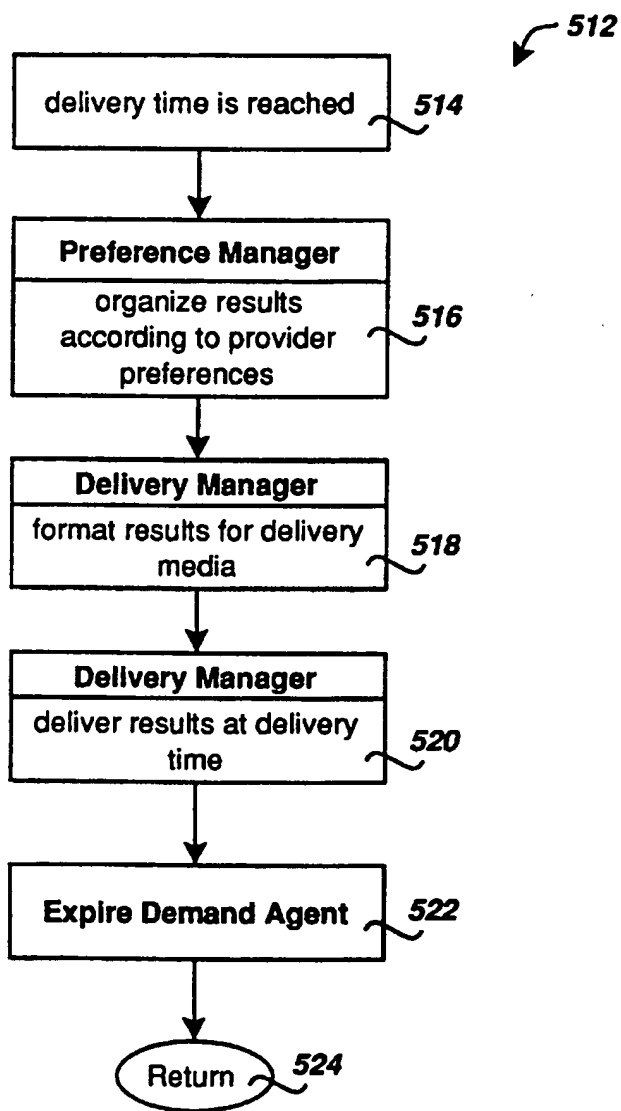 512
delivery time is reached
514
Preference Manager
organize results
according to provider
preferences
516
Delivery Manager
format results for delivery
media
518
Delivery Manager
deliver results at delivery
time
520
Expire Demand Agent
522
Return
524